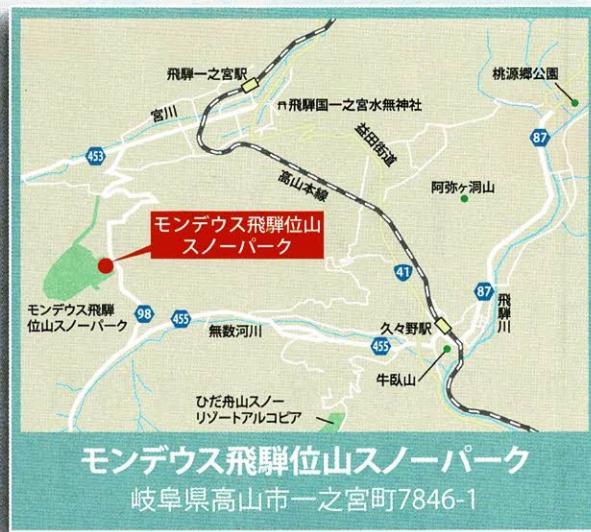 桃源郷公園
飛騨一之宮駅
宮川
飛騨国一之宮水無神社
87
益田街道
453
高山本線
阿弥ヶ洞山
モンデウス飛騨位山
スノーパーク
41
87
飛騨川
モンデウス飛騨
位山スノーパーク
98
455
無数河川
久々野駅
455
牛臥山
ひだ舟山スノー
リゾートアルコピア
モンデウス飛騨位山スノーパーク
岐阜県高山市一之宮町7846-1